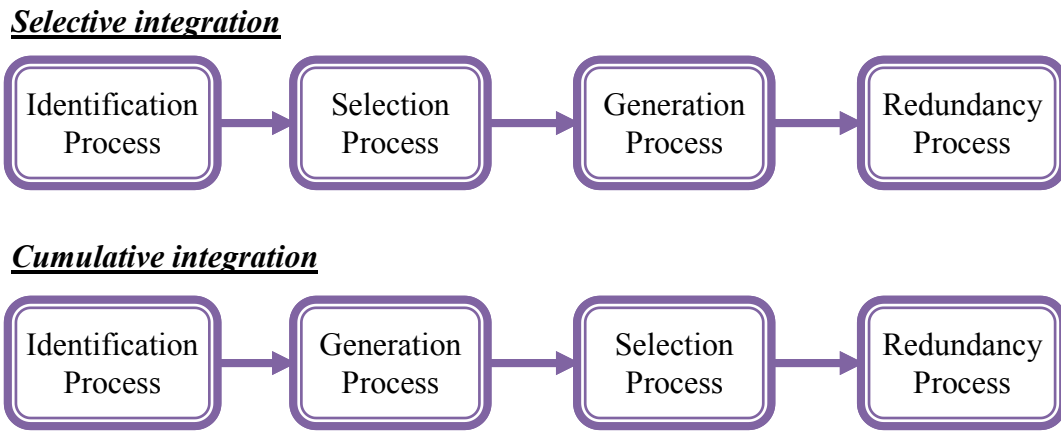 Selective integration
Identification
Process
Selection
Process
Generation
Process
Redundancy
Process
Cumulative integration
Identification
Process
Generation
Process
Selection
Process
Redundancy
Process